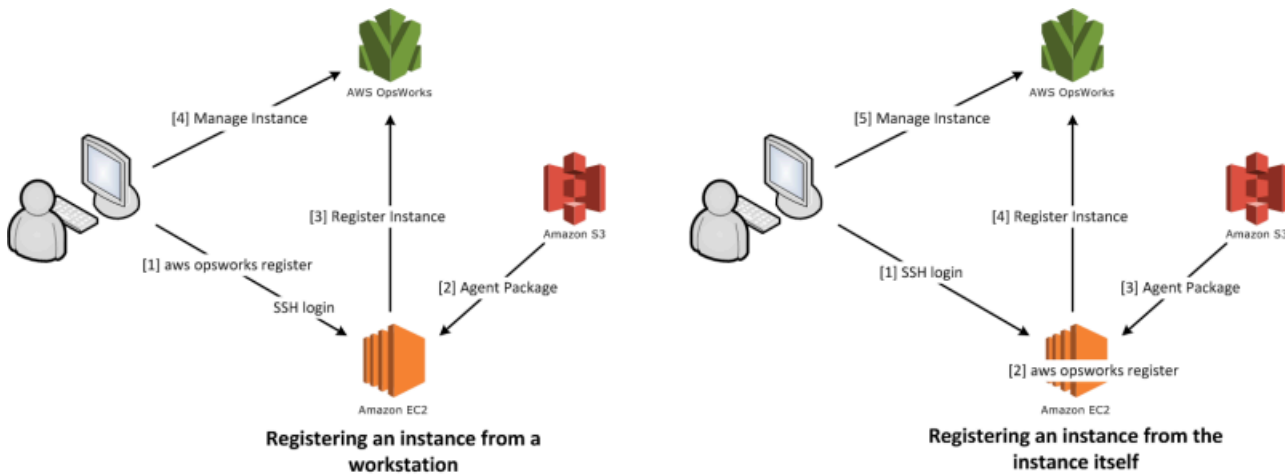 AWS OpsWorks
[4] Manage Instance
[3] Register Instance
Amazon S3
[1] aws opsworks register
SSH login
[2] Agent Package
Amazon EC2
Registering an instance from a
workstation
AWS OpsWorks
[5] Manage Instance
[4] Register Instance
Amazon S3
[1] SSH login
[3] Agent Package
[2] aws opsworks register
Amazon EC2
Registering an instance from the
instance itself